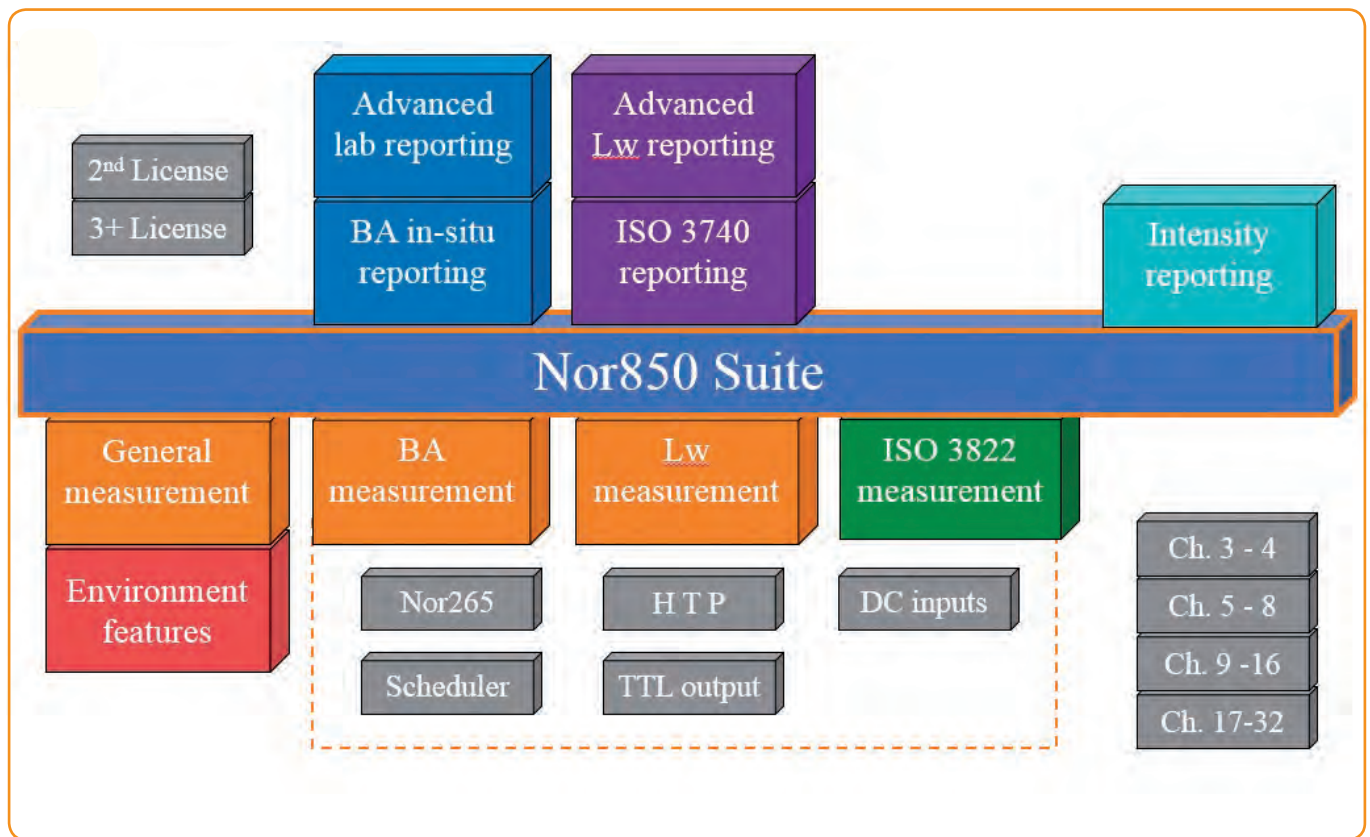 Advanced
lab reporting
Advanced
Lw reporting
2nd License
3+ License
BA in-situ
reporting
ISO 3740
reporting
Intensity
reporting
Nor850 Suite
General
measurement
BA
measurement
Lw
measurement
ISO 3822
measurement
Environment
features
Nor265
H T P
DC inputs
Scheduler
TTL output
Ch. 3 - 4
Ch. 5 - 8
Ch. 9 -16
Ch. 17-32